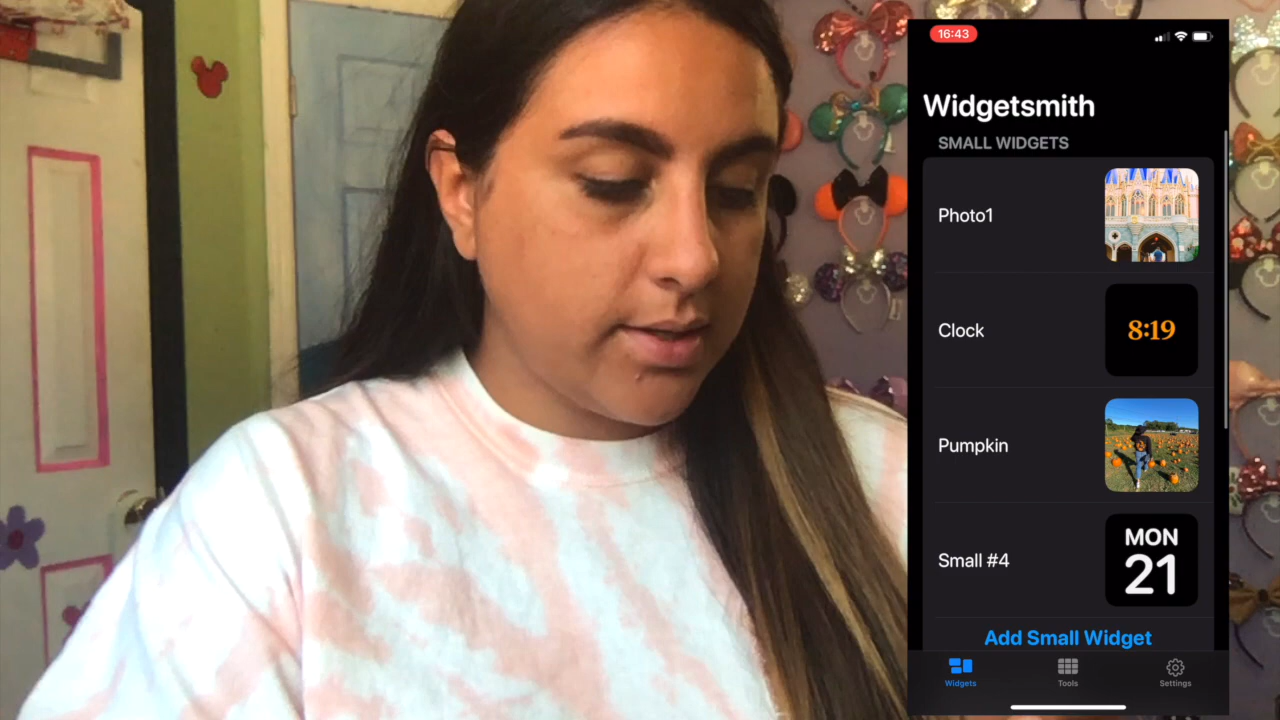 16:43
Widgetsmith
SMALL WIDGETS
Photo1
Clock
8:19
Pumpkin
Small #4
MON
21
Add Small Widget
Widgets
Tools
Settings